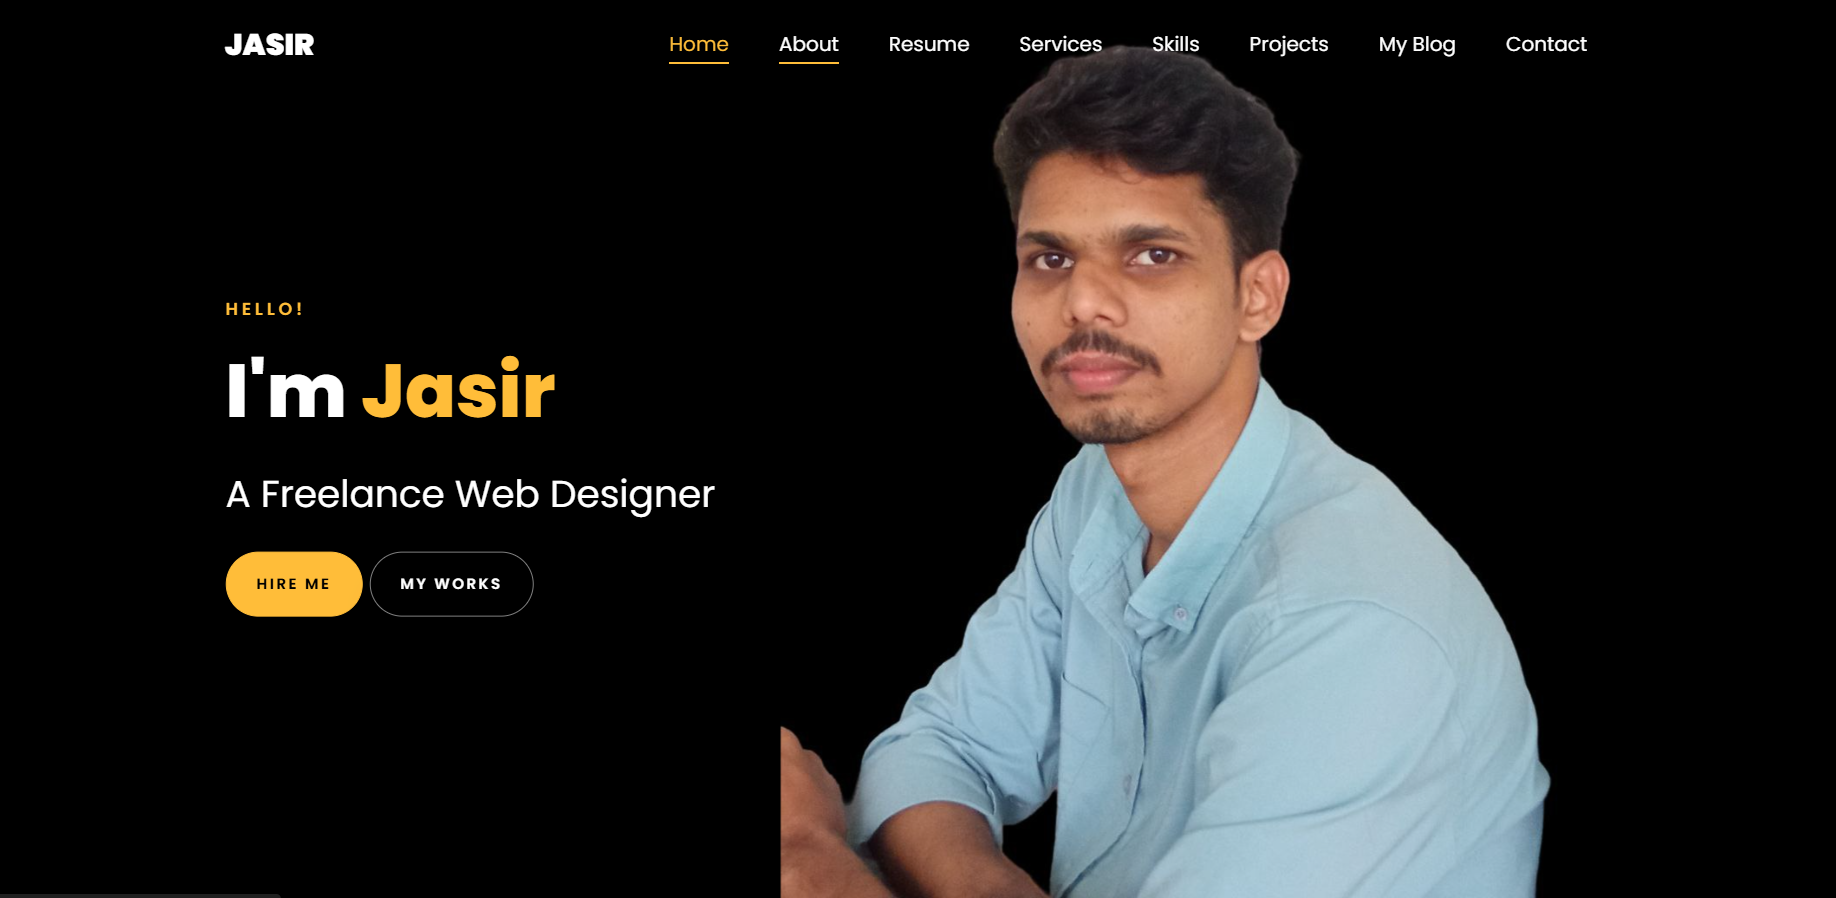 JASIR
Home About Resume Services Skills Projects My Blog Contact
HELLO!
I'm Jasir
A Freelance Web Designer
HIRE ME MY WORKS